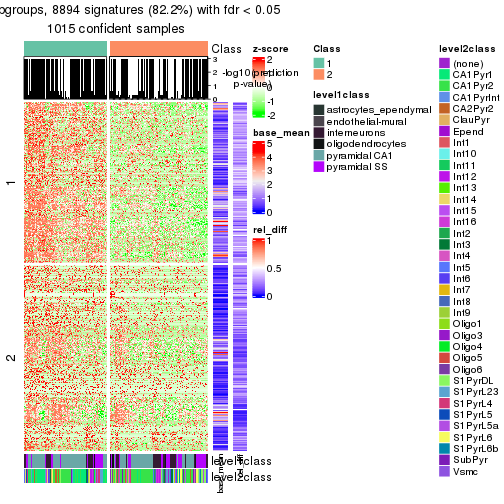 ogroups, 8894 signatures (82.2%) with fdr < 0.05
1015 confident samples
Class
3
2
1
0
-log10(prediction
p-value)
1
2
level1class
level2class
base_mean
rel_diff
z-score
2
1
0
-1
-2
base_mean
5
4
3
2
1
0
rel_diff
1
0.5
0
Class
1
2
level1class
astrocytes_ependymal
endothelial-mural
interneurons
oligodendrocytes
pyramidal CA1
pyramidal SS
level2class
(none)
CA1Pyr1
CA1Pyr2
CA1PyrInt
CA2Pyr2
ClauPyr
Epend
Int1
Int10
Int11
Int12
Int13
Int14
Int15
Int16
Int2
Int3
Int4
Int5
Int6
Int7
Int8
Int9
Oligo1
Oligo3
Oligo4
Oligo5
Oligo6
S1PyrDL
S1PyrL23
S1PyrL4
S1PyrL5
S1PyrL5a
S1PyrL6
S1PyrL6b
SubPyr
Vsmc